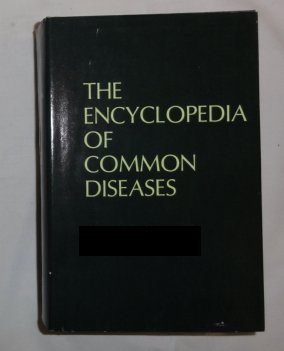 THE
ENCYCLOPEDIA
OF
COMMON
DISEASES